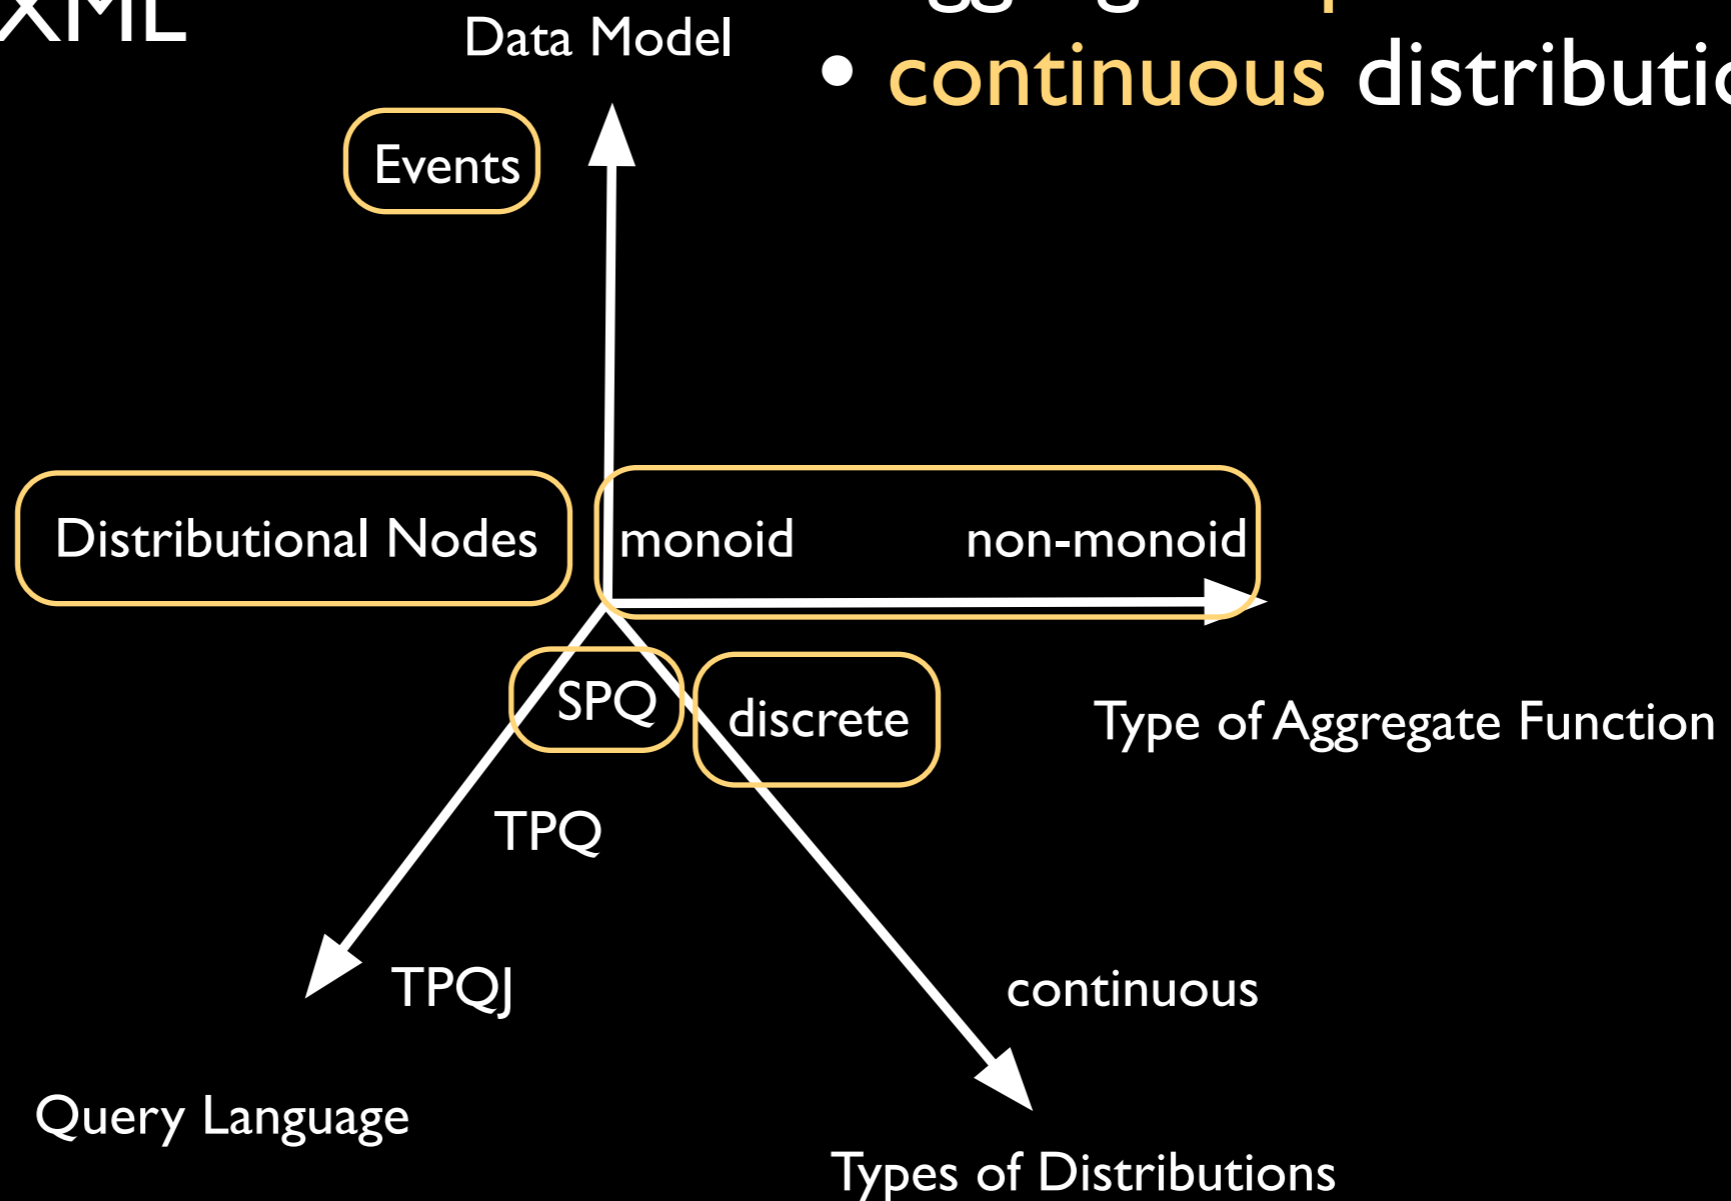 XML
Data Model
• continuous
Events
Distributional Nodes
monoid
non-monoid
SPQ
discrete
Type of Aggregate Function
TPQ
TPQJ
continuous
Query Language
Types of Distributions